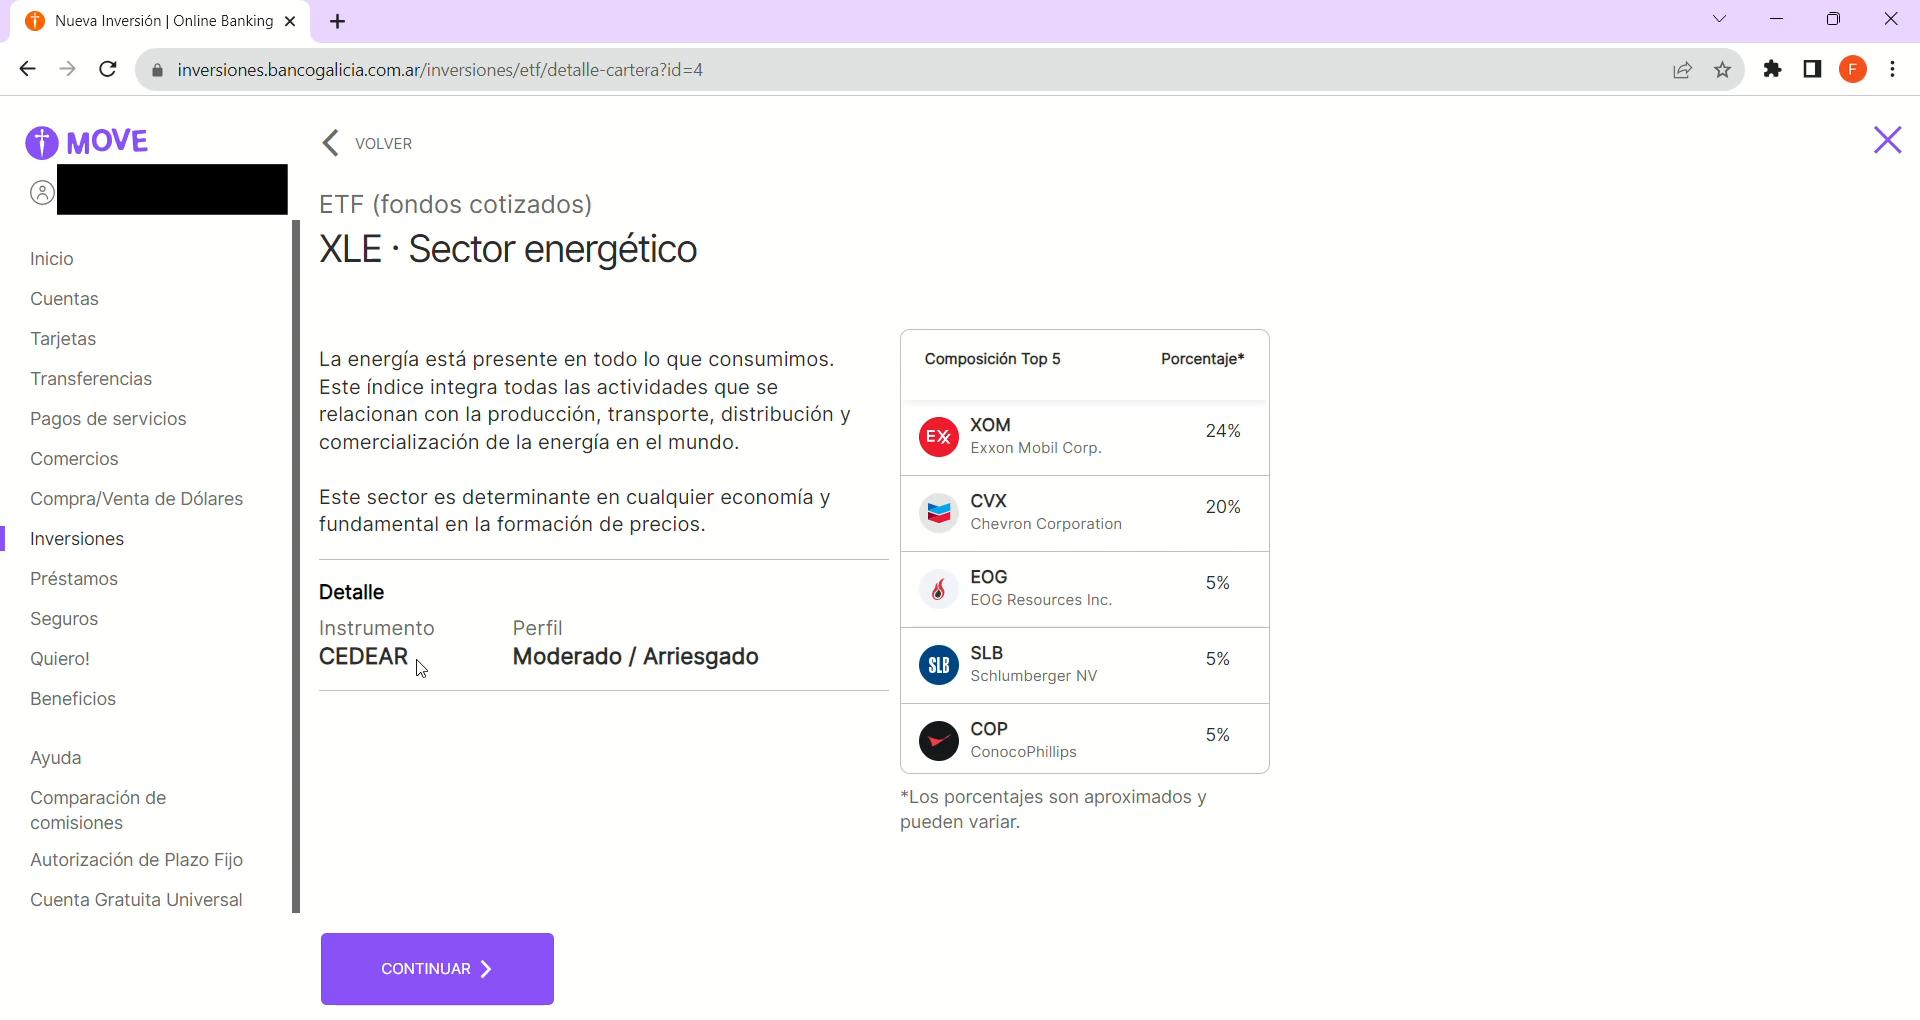 Nueva Inversión | Online Banking
inversiones.bancogalicia.com.ar/inversiones/etf/detalle-cartera?id=4
F
MOVE
VOLVER
ETF (fondos cotizados)
XLE · Sector energético
Inicio
Cuentas
Tarjetas
Transferencias
Pagos de servicios
Comercios
Compra/Venta de Dólares
Inversiones
Préstamos
Seguros
Quiero!
Beneficios
Ayuda
Comparación de
comisiones
Autorización de Plazo Fijo
Cuenta Gratuita Universal
La energía está presente en todo lo que consumimos.
Este índice integra todas las actividades que se
relacionan con la producción, transporte, distribución y
comercialización de la energía en el mundo.
Este sector es determinante en cualquier economía y
fundamental en la formación de precios.
Detalle
Instrumento Perfil
CEDEAR Moderado / Arriesgado
Composición Top 5 Porcentaje*
EX XOM 24%
Exxon Mobil Corp.
CVX 20%
Chevron Corporation
EOG 5%
EOG Resources Inc.
SLB SLB 5%
Schlumberger NV
COP 5%
ConocoPhillips
*Los porcentajes son aproximados y
pueden variar.
CONTINUAR